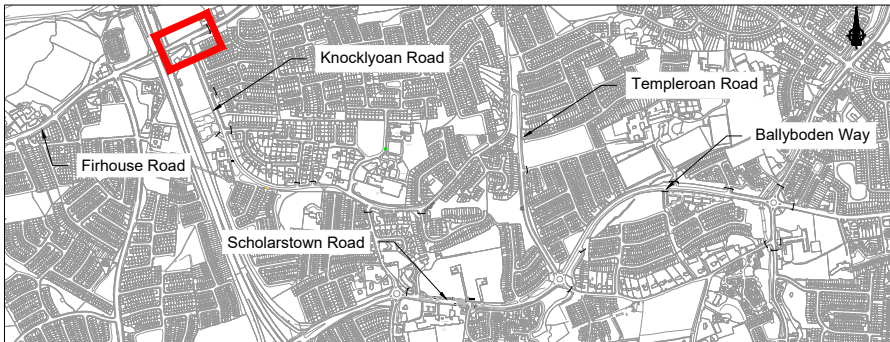 Knocklyoan Road
Templeroan Road
Ballyboden Way
Firhouse Road
Scholarstown Road